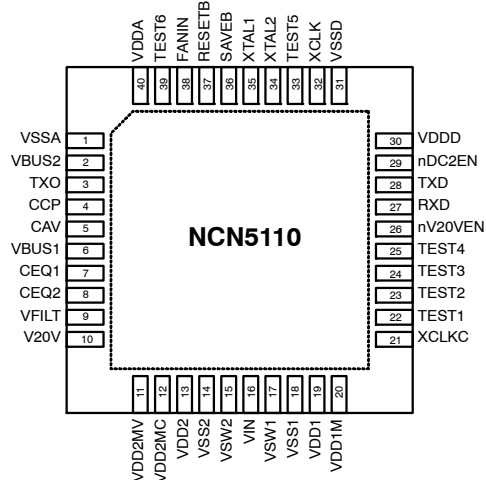 VDDA
TEST6
FANIN
RESETB
SAVEB
XTAL1
XTAL2
TEST5
XCLK
VSSD
40
39
38
37
36
35
34
33
32
31
VSSA 1
VBUS2 2
TXO 3
CCP 4
CAV 5
VBUS1 6
CEQ1 7
CEQ2 8
VFILT 9
V20V 10
NCN5110
30 VDDD
29 nDC2EN
28 TXD
27 RXD
26 nV20VEN
25 TEST4
24 TEST3
23 TEST2
22 TEST1
21 XCLKC
11
12
13
14
15
16
17
18
19
20
VDD2MV
VDD2MC
VDD2
VSS2
VSW2
VIN
VSW1
VSS1
VDD1
VDD1M